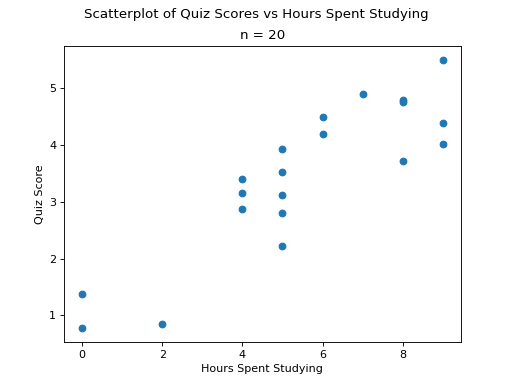 Scatterplot of Quiz Scores vs Hours Spent Studying
n = 20
5
4
3
2
1
Quiz Score
0 2 4 6 8
Hours Spent Studying